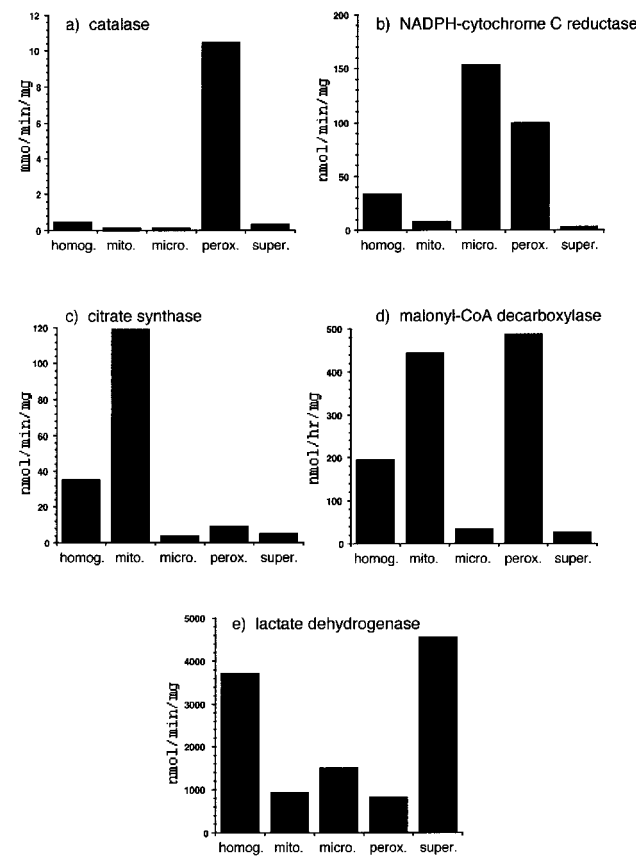 a) catalase
12
10
8
6
4
2
0
mmo/min/mg
homog. mito. micro. perox. super.
b) NADPH-cytochrome C reductase
200
150
100
50
0
nmol/min/mg
homog. mito. micro. perox. super.
c) citrate synthase
120
100
80
60
40
20
0
nmol/min/mg
homog. mito. micro. perox. super.
d) malonyl-CoA decarboxylase
500
400
300
200
100
0
nmol/hr/mg
homog. mito. micro. perox. super.
e) lactate dehydrogenase
5000
4000
3000
2000
1000
0
nmol/min/mg
homog. mito. micro. perox. super.